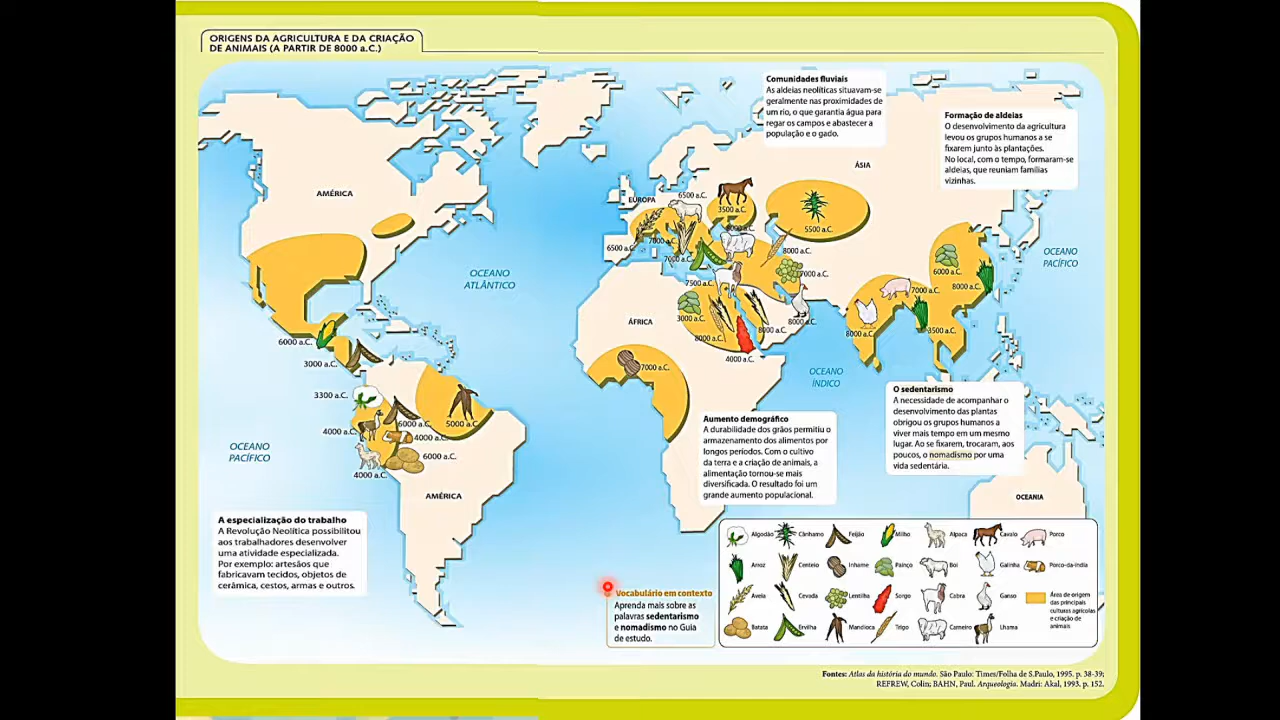 ORIGENS DA AGRICULTURA E DA CRIAÇÃO
DE ANIMAIS (A PARTIR DE 8000 a.C.)
Comunidades fluviais
As aldeias neolíticas situavam-se
geralmente nas proximidades de
um rio, o que garantia água para
regar os campos e abastecer a
população e o gado.
Formação de aldeias
O desenvolvimento da agricultura
levou os grupos humanos a se
fixarem junto às plantações.
No local, com o tempo, formaram-se
aldeias, que reuniam famílias
vizinhas.
ÁSIA
AMÉRICA
EUROPA
6500 a.C.
3500 a.C.
5500 a.C.
6500 a.C.
7000 a.C.
8000 a.C.
7000 a.C.
7000 a.C.
6000 a.C.
OCEANO
PACÍFICO
OCEANO
ATLÂNTICO
7500 a.C.
7000 a.C.
8000 a.C.
ÁFRICA
3000 a.C.
8000 a.C.
8000 a.C.
8000 a.C.
8000 a.C.
3500 a.C.
6000 a.C.
4000 a.C.
3000 a.C.
7000 a.C.
OCEANO
ÍNDICO
3300 a.C.
6000 a.C.
5000 a.C.
4000 a.C.
4000 a.C.
6000 a.C.
4000 a.C.
OCEANO
PACÍFICO
AMÉRICA
OCEANIA
O sedentarismo
A necessidade de acompanhar o
desenvolvimento das plantas
obrigou os grupos humanos a
viver mais tempo em um mesmo
lugar. Ao se fixarem, trocaram, aos
poucos, o nomadismo por uma
vida sedentária.
Aumento demográfico
A durabilidade dos grãos permitiu o
armazenamento dos alimentos por
longos períodos. Com o cultivo
da terra e a criação de animais, a
alimentação tornou-se mais
diversificada. O resultado foi um
grande aumento populacional.
A especialização do trabalho
A Revolução Neolítica possibilitou
aos trabalhadores desenvolver
uma atividade especializada.
Por exemplo: artesãos que
fabricavam tecidos, objetos de
cerâmica, cestos, armas e outros.
Vocabulário em contexto
Aprenda mais sobre as
palavras sedentarismo
e nomadismo no Guia
de estudo.
Algodão Cânhamo Feijão Milho Alpaca Cavalo Porco
Arroz Centeio Inhame Painço Boi Galinha Porco-da-índia
Aveia Cevada Lentilha Sorgo Cabra Ganso
Batata Ervilha Mandioca Trigo Carneiro Lhama
Área de origem
das principais
culturas agrícolas
e criação de
animais
Fontes: Atlas da história do mundo. São Paulo: Times/Folha de S.Paulo, 1995. p. 38-39;
REFREW, Colin; BAHN, Paul. Arqueología. Madri: Akal, 1993. p. 152.